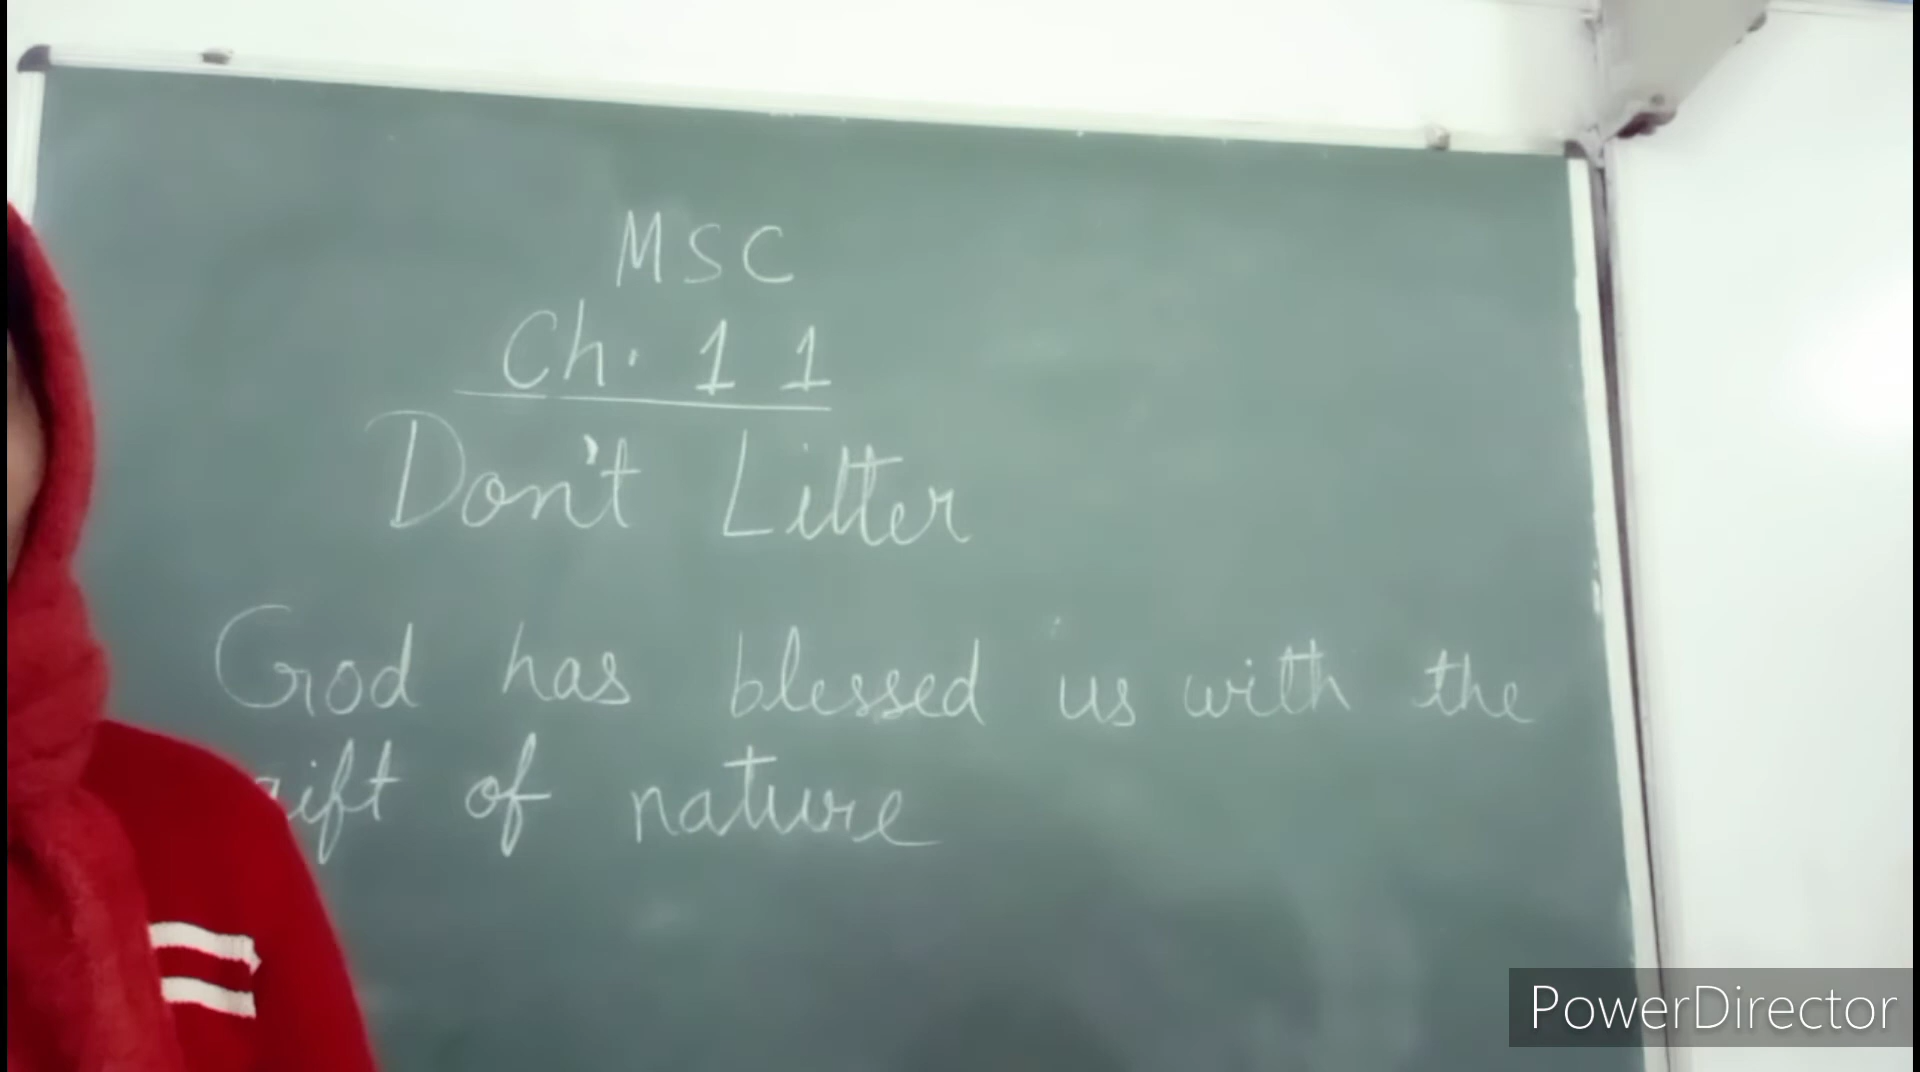 MSC
Ch. 11
Don't Litter
God has blessed us with the
gift of nature
PowerDirector